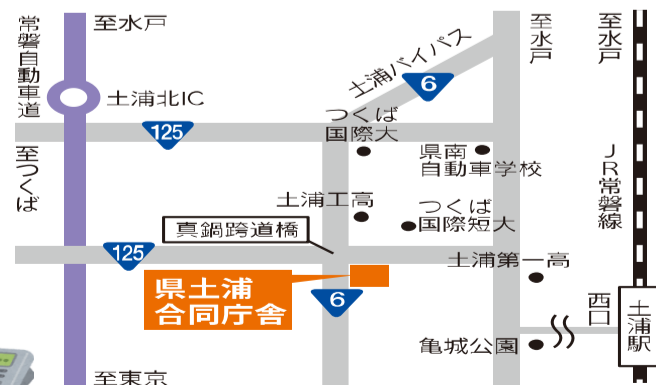 常磐自動車道
至水戸
土浦北IC
125
至つくば
土浦バイパス
6
至水戸
至水戸
つくば
国際大
県南
自動車学校
JR常磐線
土浦工高
つくば
国際短大
真鍋跨道橋
125
土浦第一高
県土浦
合同庁舎
6
西口
土浦駅
亀城公園
至東京